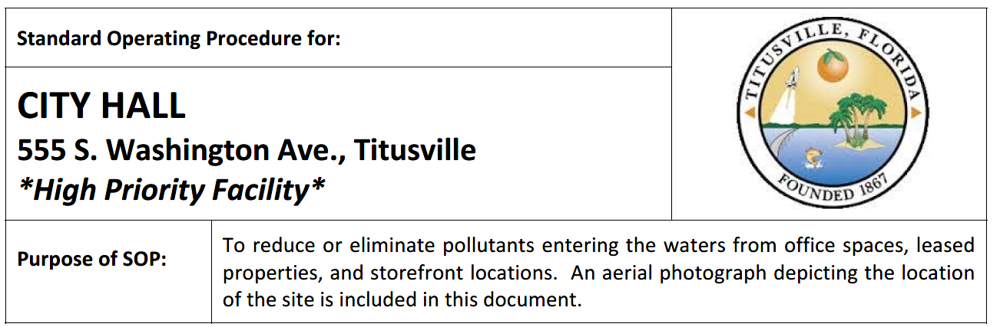 Standard Operating Procedure for:
CITY HALL
555 S. Washington Ave., Titusville
*High Priority Facility*
TITUSVILLE, FLORIDA
FOUNDED 1867
Purpose of SOP:
To reduce or eliminate pollutants entering the waters from office spaces, leased
properties, and storefront locations.  An aerial photograph depicting the location
of the site is included in this document.